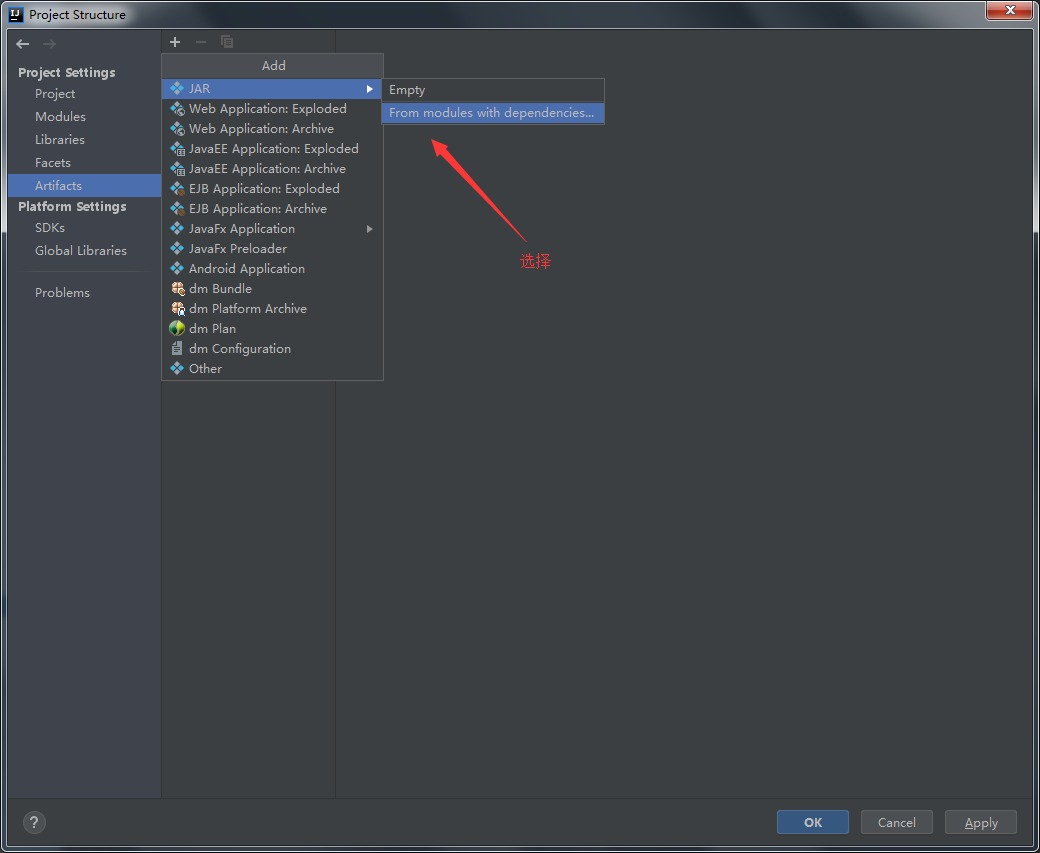 Project Structure
Project Settings
Project
Modules
Libraries
Facets
Artifacts
Platform Settings
SDKs
Global Libraries
Problems
Add
JAR
Web Application: Exploded
Web Application: Archive
JavaEE Application: Exploded
JavaEE Application: Archive
EJB Application: Exploded
EJB Application: Archive
JavaFx Application
JavaFx Preloader
Android Application
dm Bundle
dm Platform Archive
dm Plan
dm Configuration
Other
Empty
From modules with dependencies...
选择
?
OK
Cancel
Apply